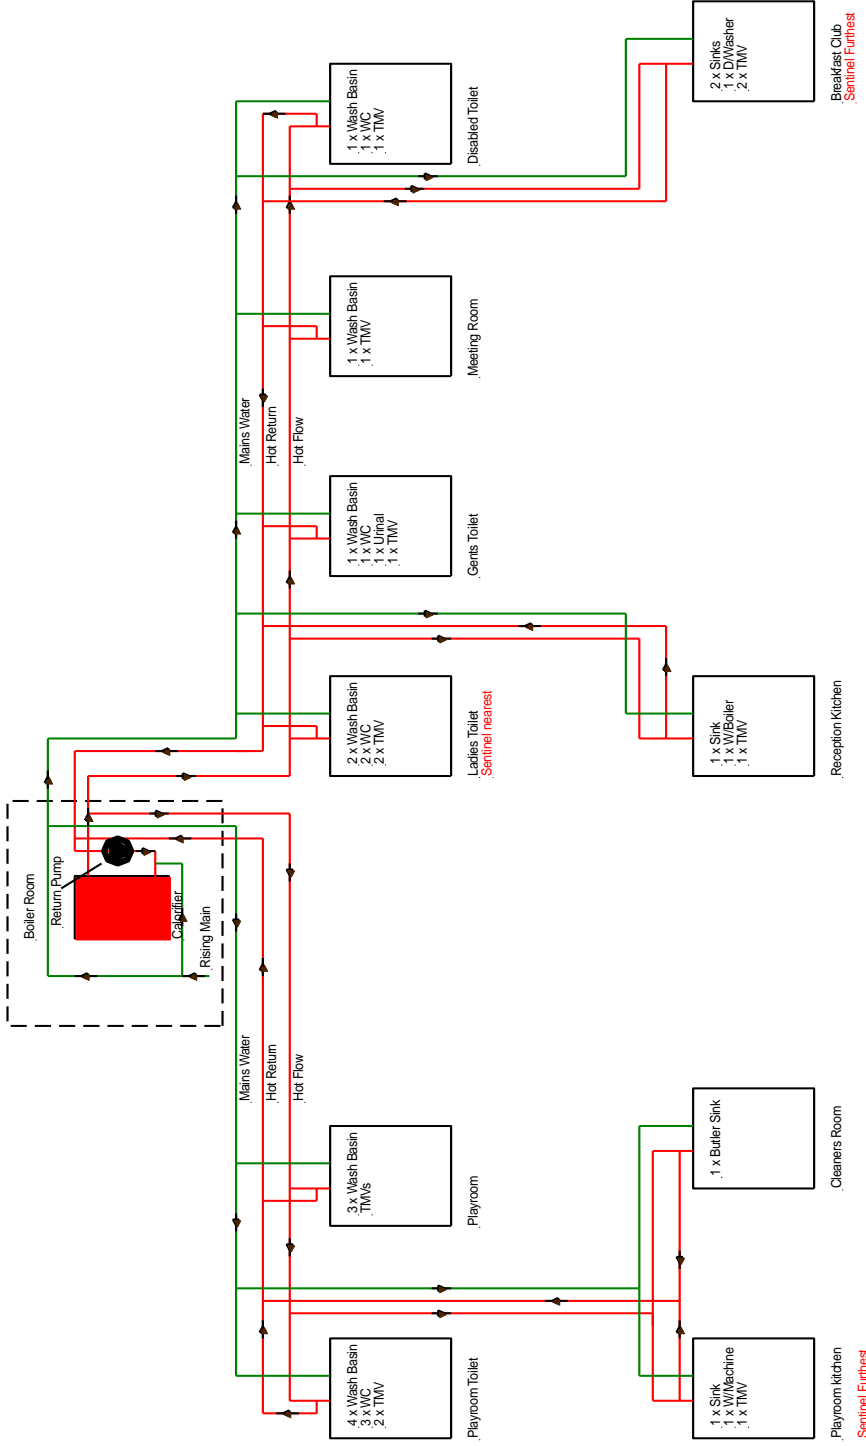 Boiler Room
Return Pump
Calorifier
Rising Main
Mains Water
Hot Return
Hot Flow
Mains Water
Hot Return
Hot Flow
4 x Wash Basin
3 x WC
2 x TMV
Playroom Toilet
3 x Wash Basin
TMVs
Playroom
2 x Wash Basin
2 x WC
2 x TMV
Ladies Toilet
Sentinel nearest
1 x Wash Basin
1 x WC
1 x Urinal
1 x TMV
Gents Toilet
1 x Wash Basin
1 x TMV
Meeting Room
1 x Wash Basin
1 x WC
1 x TMV
Disabled Toilet
1 x Sink
1 x W/Machine
1 x TMV
Playroom kitchen
Sentinel Furthest
1 x Butler Sink
Cleaners Room
1 x Sink
1 x W/Boiler
1 x TMV
Reception Kitchen
2 x Sinks
1 x D/Washer
2 x TMV
Breakfast Club
Sentinel Furthest